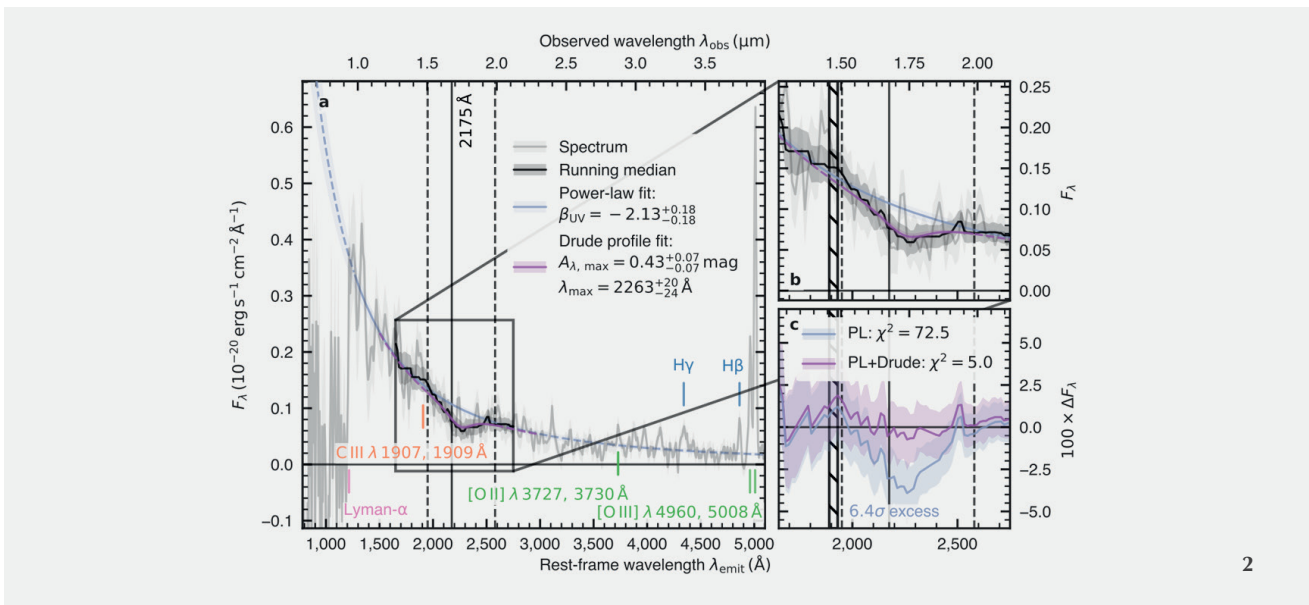 Observed wavelength λobs (μm)
1.0 1.5 2.0 2.5 3.0 3.5
1.50 1.75 2.00
a
2175 Å
0.6
0.5
0.4
0.3
0.2
0.1
0.0
−0.1
Fλ (10−20 erg s−1 cm−2 Å−1)
Spectrum
Running median
Power-law fit:
βUV = −2.13+0.18−0.18
Drude profile fit:
Aλ, max = 0.43+0.07−0.07 mag
λmax = 2263+20−24 Å
Hγ
Hβ
C III λ 1907, 1909 Å
[O II] λ 3727, 3730 Å
Lyman-α
[O III] λ 4960, 5008 Å
1,000 1,500 2,000 2,500 3,000 3,500 4,000 4,500 5,000
Rest-frame wavelength λemit (Å)
b
0.25
0.20
0.15
0.10
0.05
0.00
Fλ
c
PL: χ2 = 72.5
PL+Drude: χ2 = 5.0
5.0
2.5
0.0
−2.5
−5.0
100 × ΔFλ
6.4σ excess
2,000 2,500
2